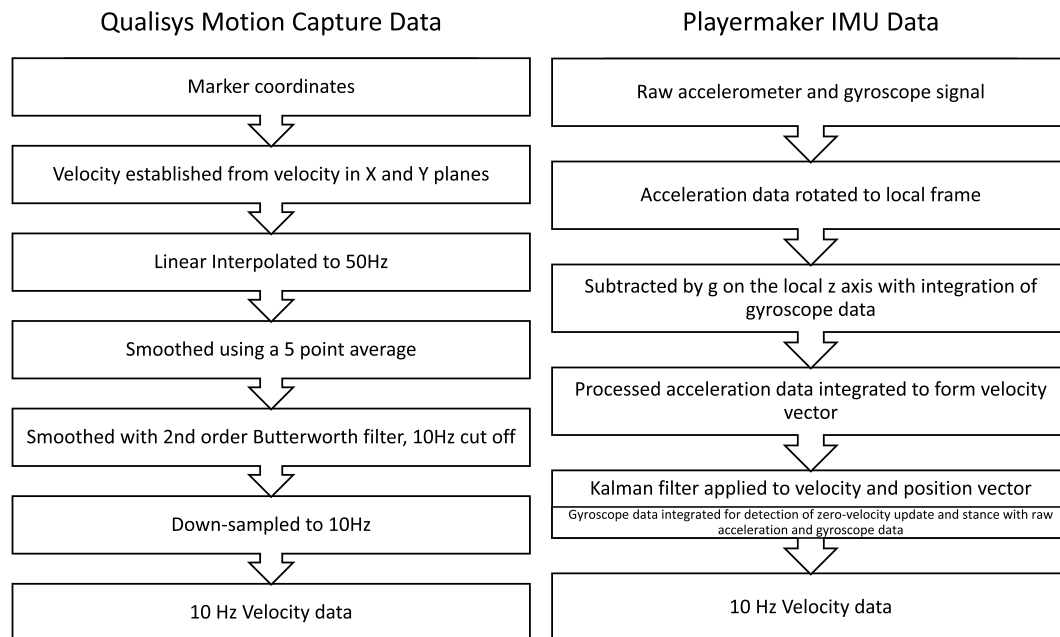 Qualisys Motion Capture Data
Marker coordinates
Velocity established from velocity in X and Y planes
Linear Interpolated to 50Hz
Smoothed using a 5 point average
Smoothed with 2nd order Butterworth filter, 10Hz cut off
Down-sampled to 10Hz
10 Hz Velocity data
Playermaker IMU Data
Raw accelerometer and gyroscope signal
Acceleration data rotated to local frame
Subtracted by g on the local z axis with integration of
gyroscope data
Processed acceleration data integrated to form velocity
vector
Kalman filter applied to velocity and position vector
Gyroscope data integrated for detection of zero-velocity update and stance with raw
acceleration and gyroscope data
10 Hz Velocity data